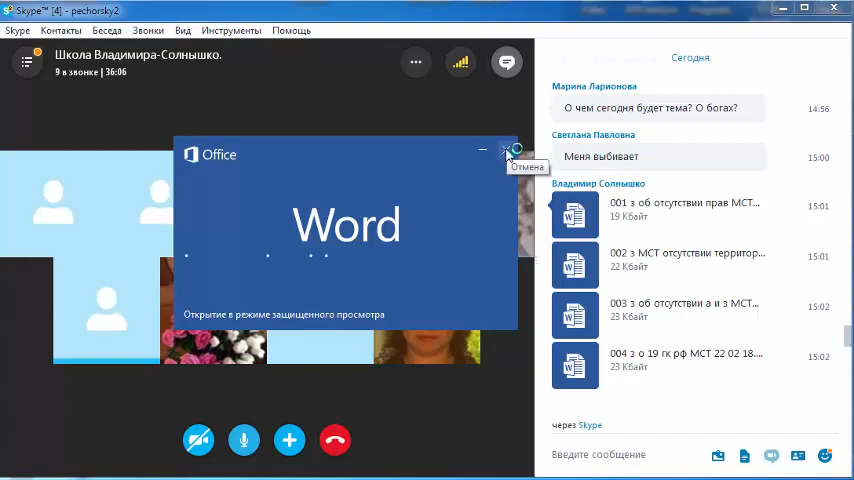 Skype™ [4] - pechorsky2
Skype Контакты Беседа Звонки Вид Инструменты Помощь
Школа Владимира-Солнышко.
9 в звонке | 36:06
Office
Отмена
Word
Открытие в режиме защищенного просмотра
Сегодня
Марина Ларионова
О чем сегодня будет тема? О богах?
14:56
Светлана Павловна
Меня выбивает
15:00
Владимир Солнышко
001 з об отсутствии прав МСТ...
15:01
19 Кбайт
002 з МСТ отсутствии территор...
15:01
22 Кбайт
003 з об отсутствии а и з МСТ...
15:02
23 Кбайт
004 з о 19 гк рф МСТ 22 02 18....
15:02
23 Кбайт
через Skype
Введите сообщение